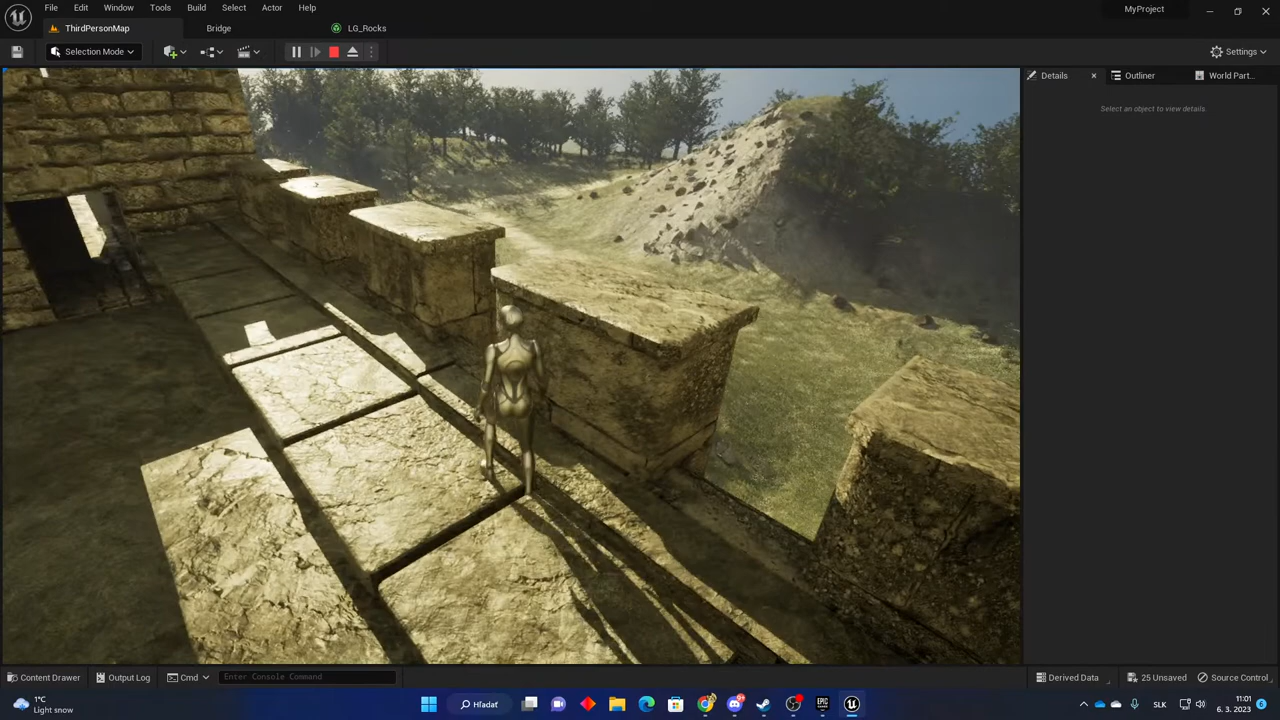 File Edit Window Tools Build Select Actor Help
MyProject
ThirdPersonMap Bridge LG_Rocks
Selection Mode
Settings
Details Outliner World Part...
Select an object to view details.
Content Drawer Output Log Cmd Enter Console Command
Derived Data 25 Unsaved Source Control
1°C
Light snow
Hľadať
EPIC
SLK
11:01
6. 3. 2023